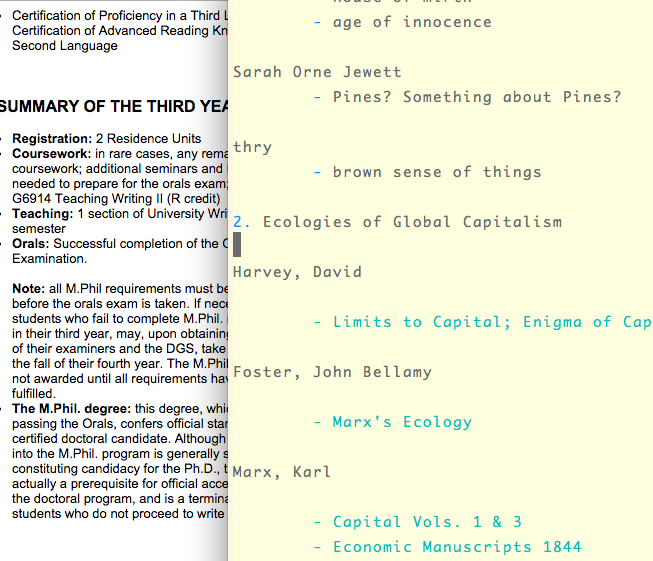 Certification of Proficiency in a Third L
Certification of Advanced Reading Kn
Second Language
SUMMARY OF THE THIRD YEA
Registration: 2 Residence Units
Coursework: in rare cases, any rema
coursework; additional seminars and
needed to prepare for the orals exam;
G6914 Teaching Writing II (R credit)
Teaching: 1 section of University Wri
semester
Orals: Successful completion of the
Examination.
Note: all M.Phil requirements must be
before the orals exam is taken. If nece
students who fail to complete M.Phil.
in their third year, may, upon obtaining
of their examiners and the DGS, take
the fall of their fourth year. The M.Phil
not awarded until all requirements hav
fulfilled.
The M.Phil. degree: this degree, whi
passing the Orals, confers official stat
certified doctoral candidate. Although
into the M.Phil. program is generally s
constituting candidacy for the Ph.D., t
actually a prerequisite for official acce
the doctoral program, and is a termina
students who do not proceed to write
- age of innocence
Sarah Orne Jewett
- Pines? Something about Pines?
thry
- brown sense of things
2. Ecologies of Global Capitalism
Harvey, David
- Limits to Capital; Enigma of Cap
Foster, John Bellamy
- Marx's Ecology
Marx, Karl
- Capital Vols. 1 & 3
- Economic Manuscripts 1844